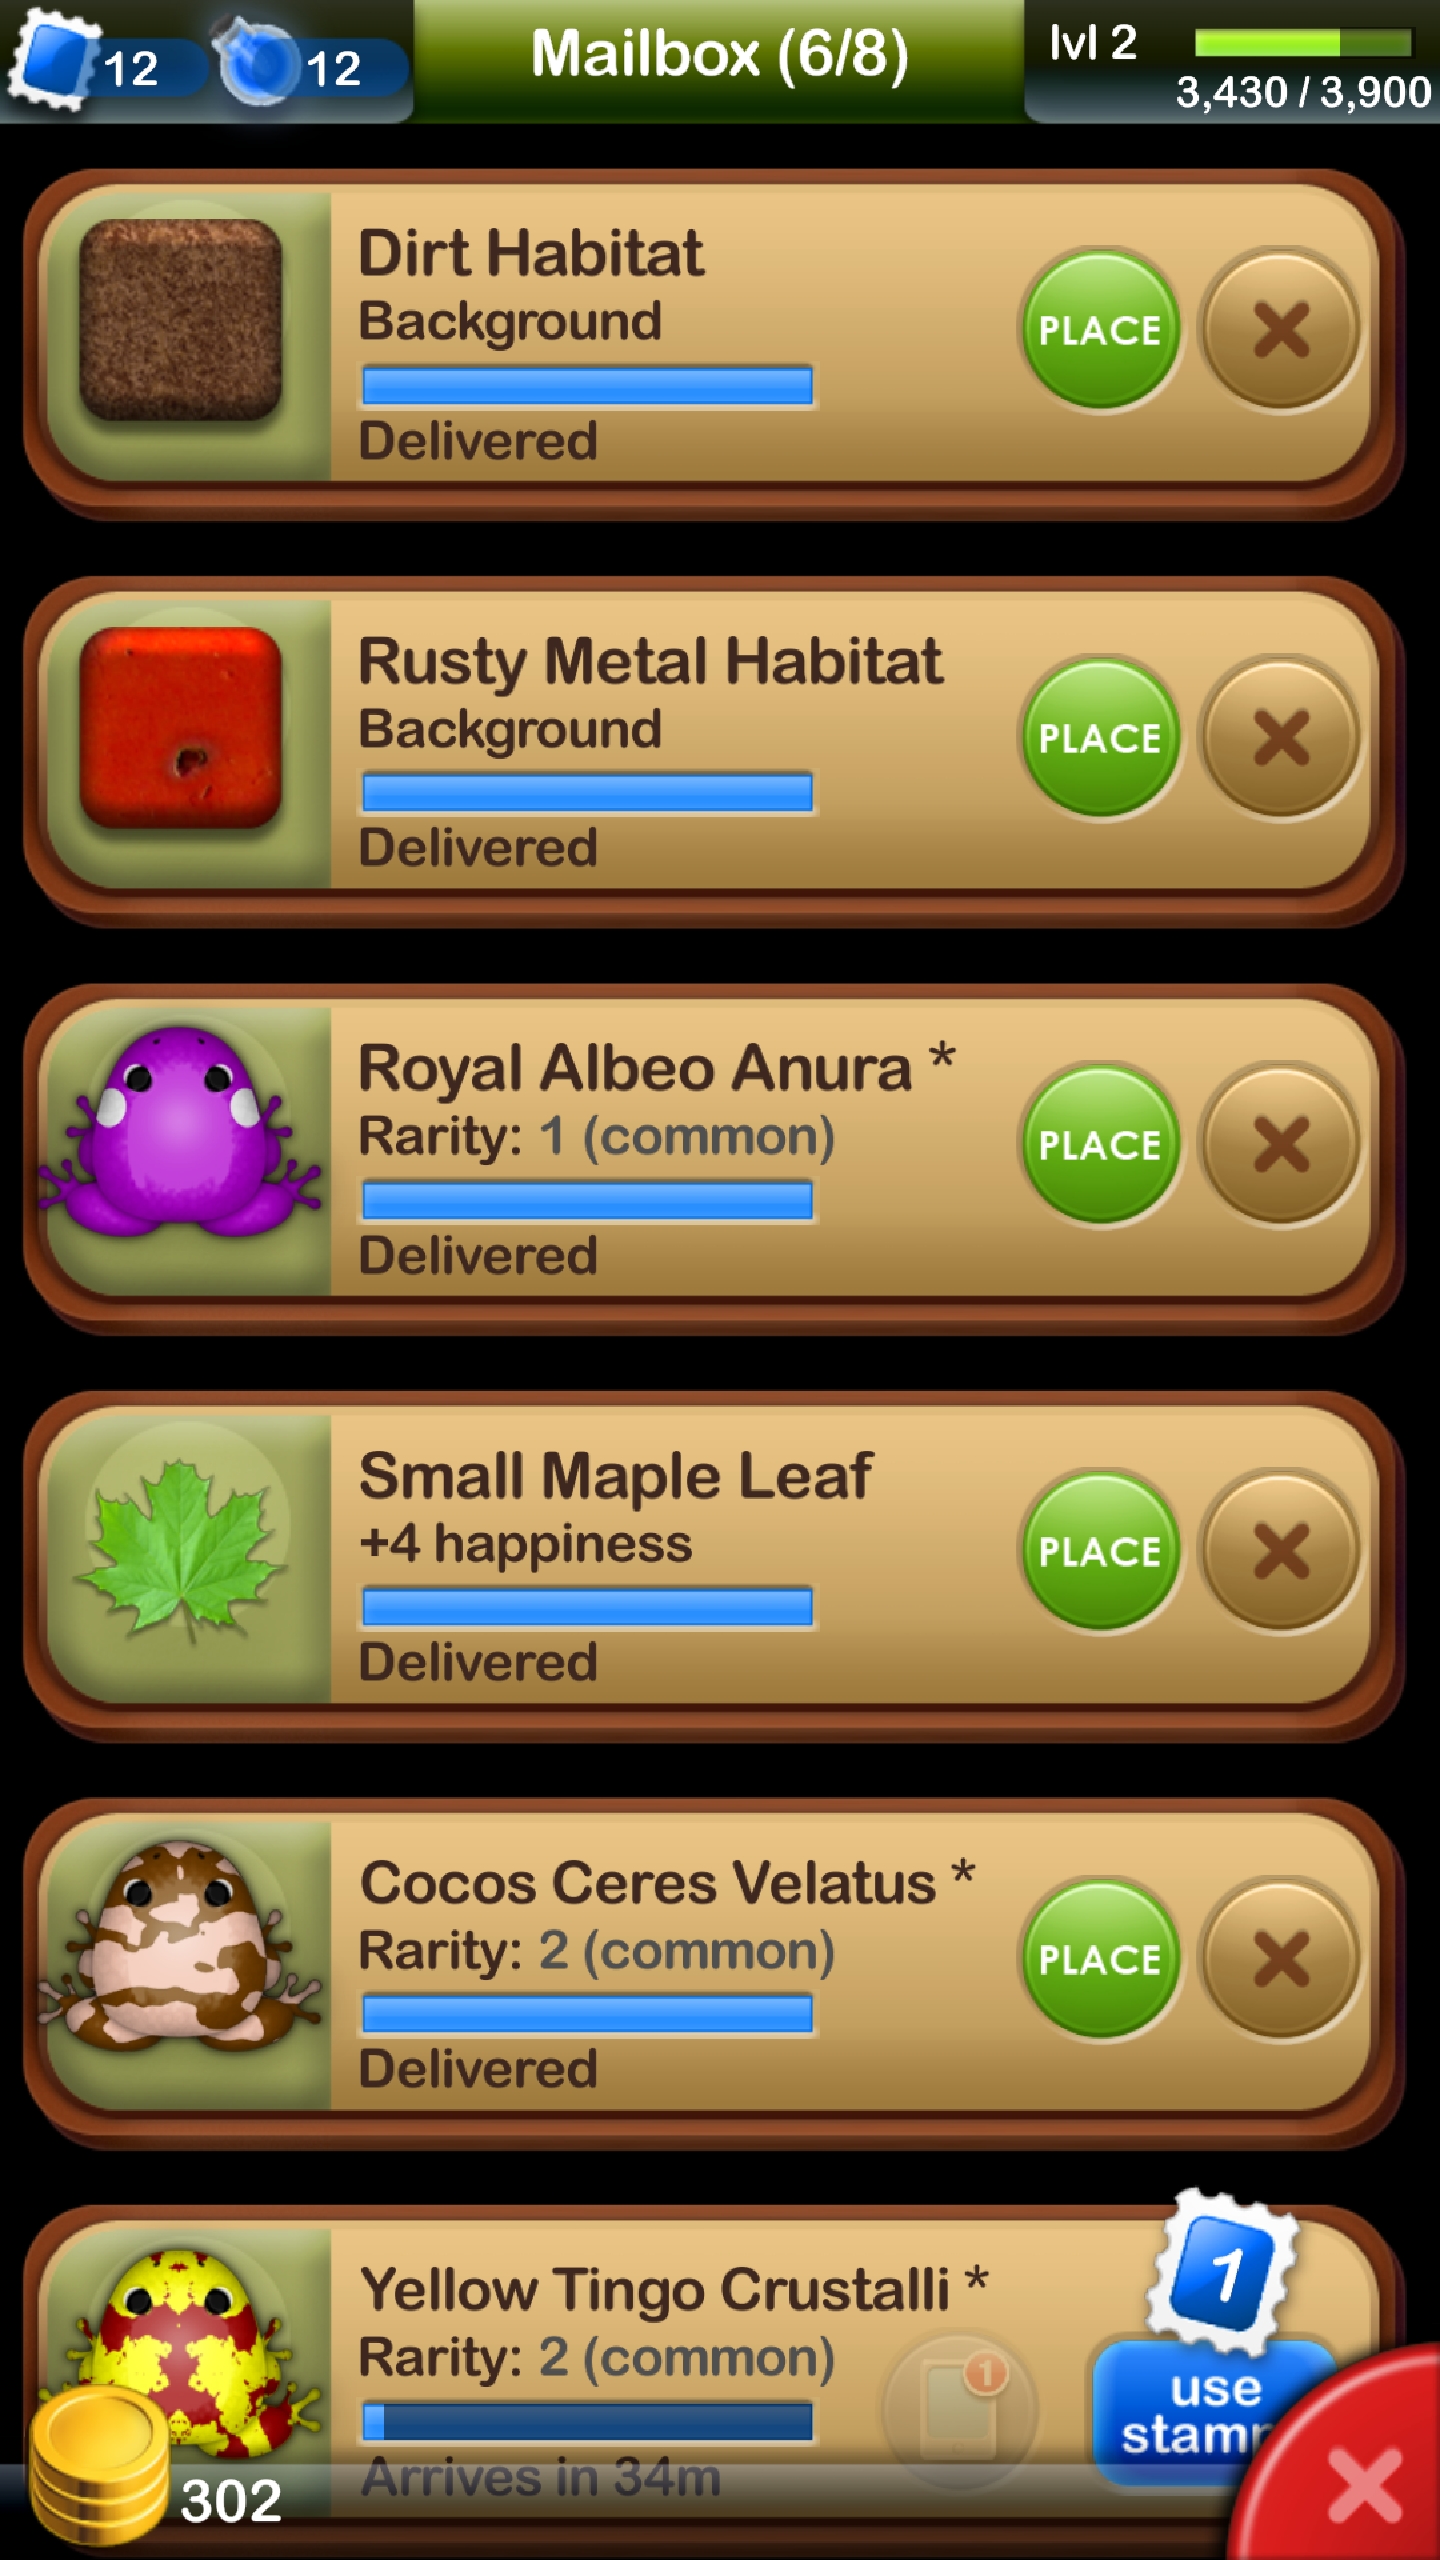 12
12
Mailbox (6/8)
lvl 2
3,430 / 3,900
Dirt Habitat
Background
Delivered
PLACE
Rusty Metal Habitat
Background
Delivered
PLACE
Royal Albeo Anura *
Rarity: 1 (common)
Delivered
PLACE
Small Maple Leaf
+4 happiness
Delivered
PLACE
Cocos Ceres Velatus *
Rarity: 2 (common)
Delivered
PLACE
Yellow Tingo Crustalli *
Rarity: 2 (common)
Arrives in 34m
1
1
use
stamp
302